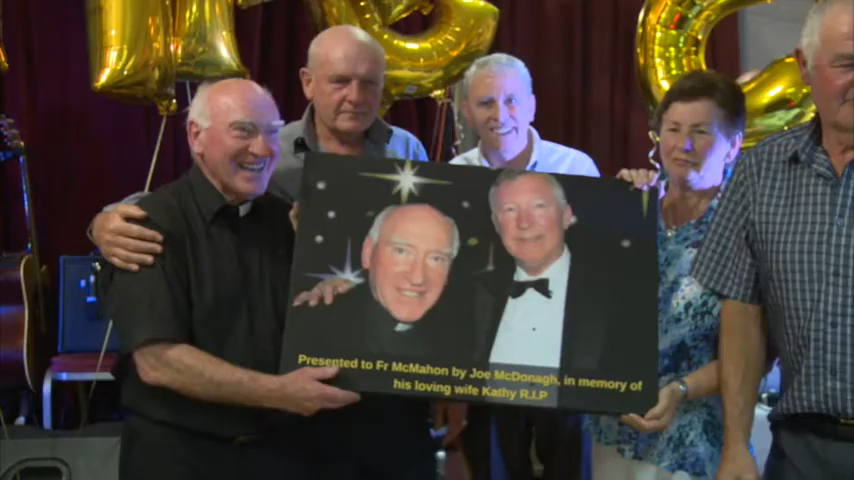 Presented to Fr McMahon by Joe McDonagh, in memory of
his loving wife Kathy R.I.P